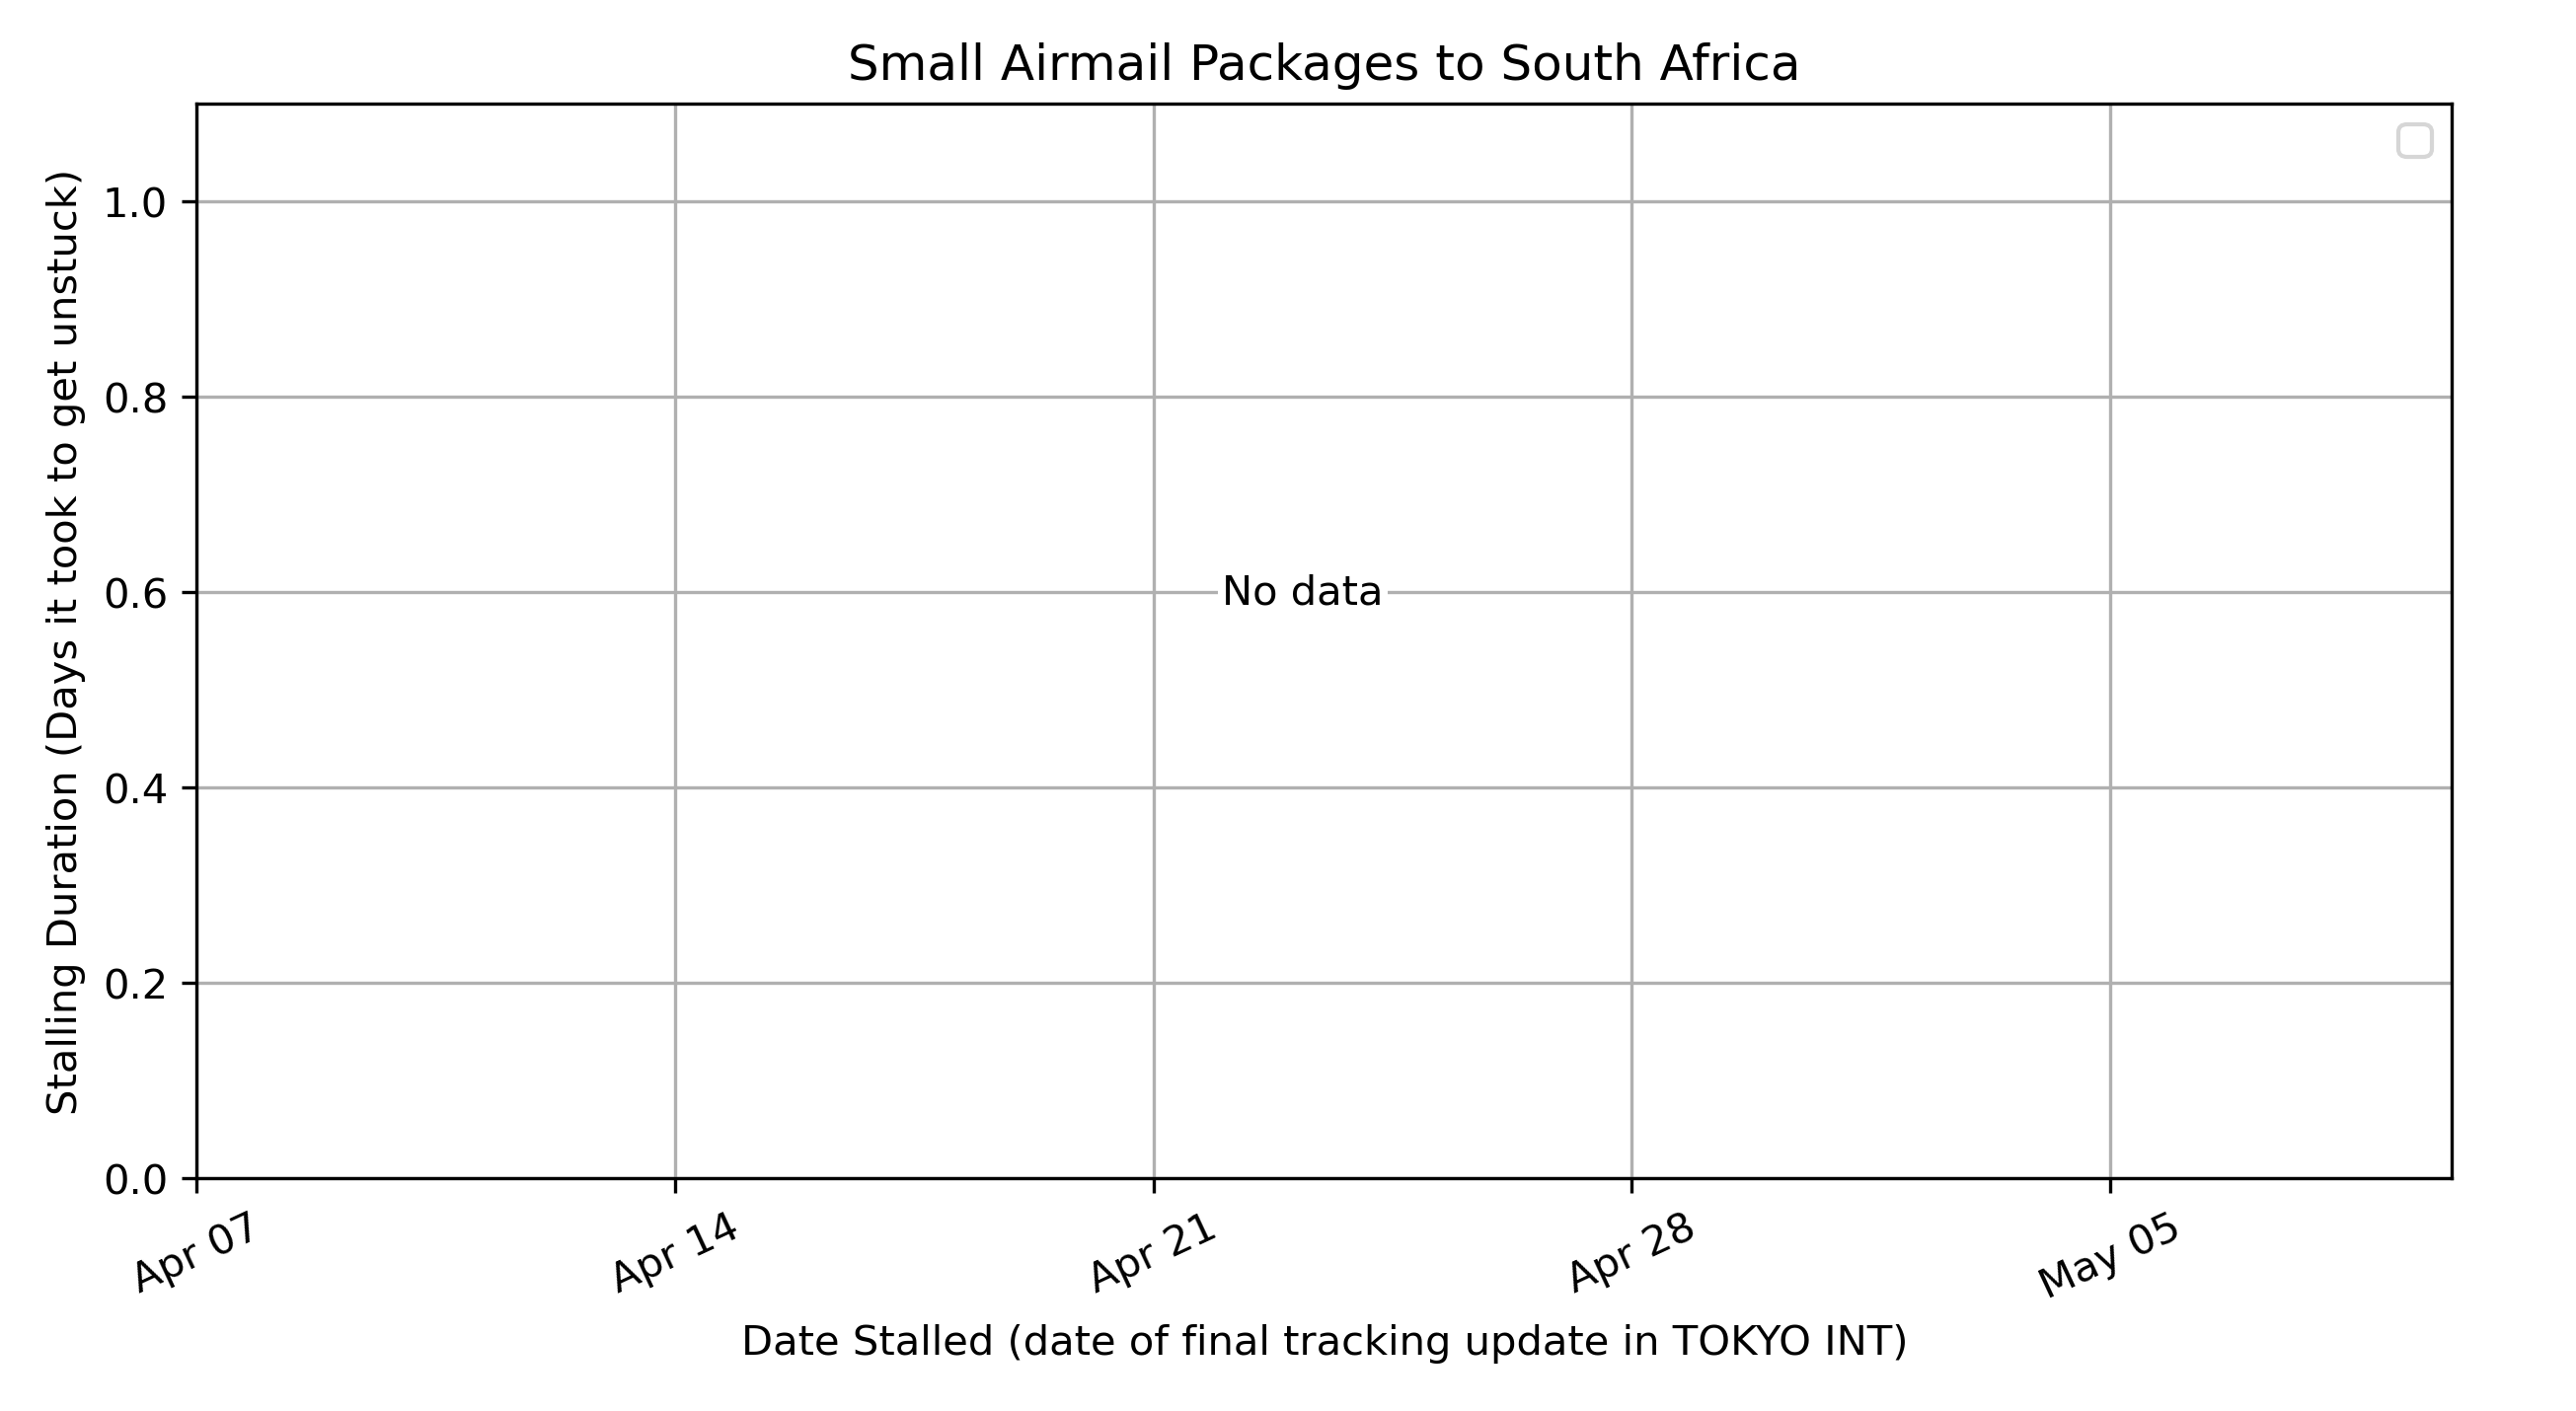 Small Airmail Packages to South Africa
Stalling Duration (Days it took to get unstuck)
1.0
0.8
0.6
0.4
0.2
0.0
No data
Apr 07
Apr 14
Apr 21
Apr 28
May 05
Date Stalled (date of final tracking update in TOKYO INT)